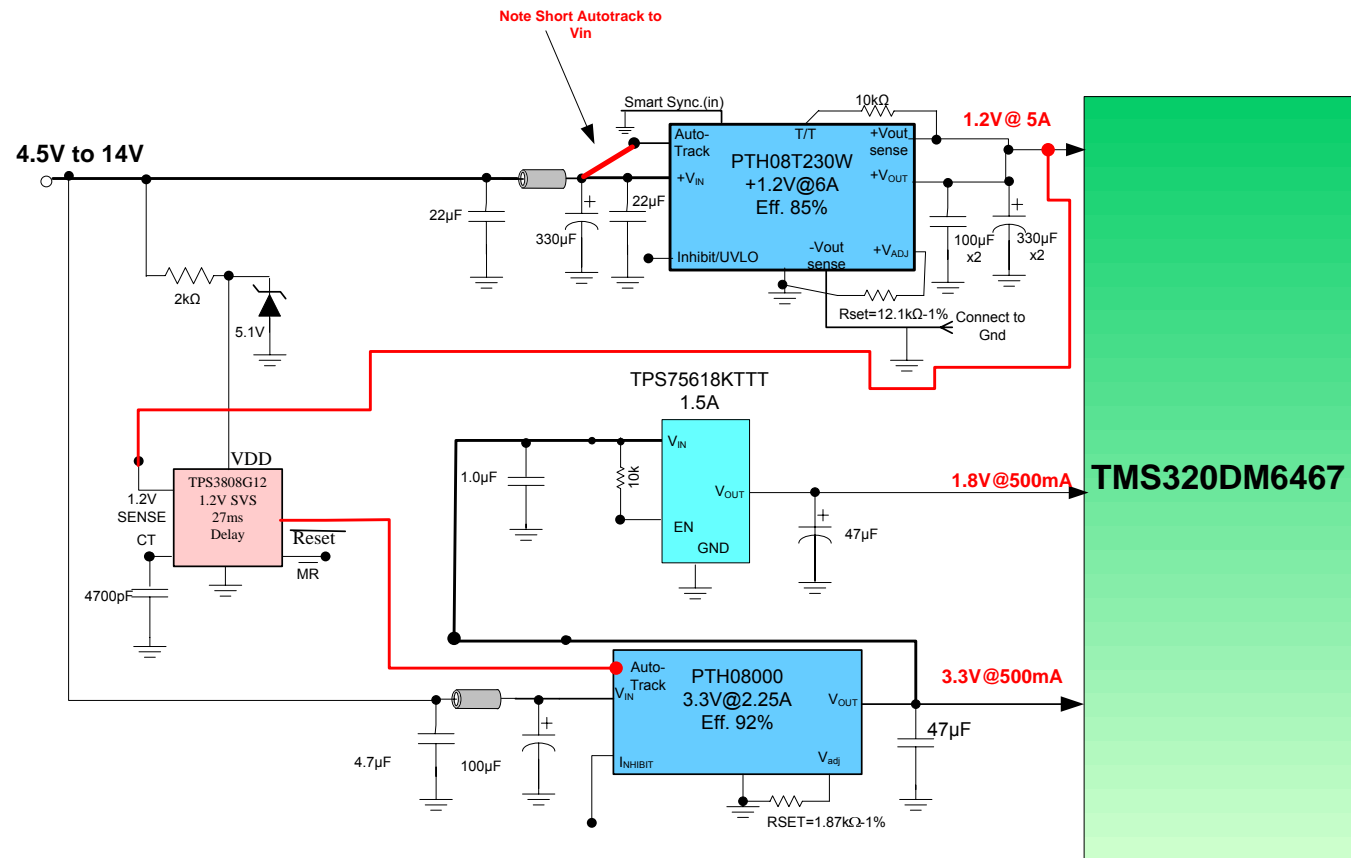 Note Short Autotrack to
Vin
Smart Sync.(in)
10kΩ
1.2V@ 5A
4.5V to 14V
Auto-
Track
T/T
+Vout
sense
PTH08T230W
+1.2V@6A
Eff. 85%
+VIN
+VOUT
22µF
330µF
22µF
Inhibit/UVLO
-Vout
sense
+VADJ
100µF
x2
330µF
x2
+
+
2kΩ
5.1V
Rset=12.1kΩ-1%
Connect to
Gnd
TPS75618KTTT
1.5A
VIN
1.0µF
10k
VOUT
EN
GND
1.8V@500mA
+
47µF
TMS320DM6467
VDD
TPS3808G12
1.2V SVS
27ms
Delay
1.2V
SENSE
CT
Reset
MR
4700pF
Auto-
Track
PTH08000
3.3V@2.25A
Eff. 92%
VIN
VOUT
3.3V@500mA
+
4.7µF
100µF
INHIBIT
Vadj
47µF
RSET=1.87kΩ-1%